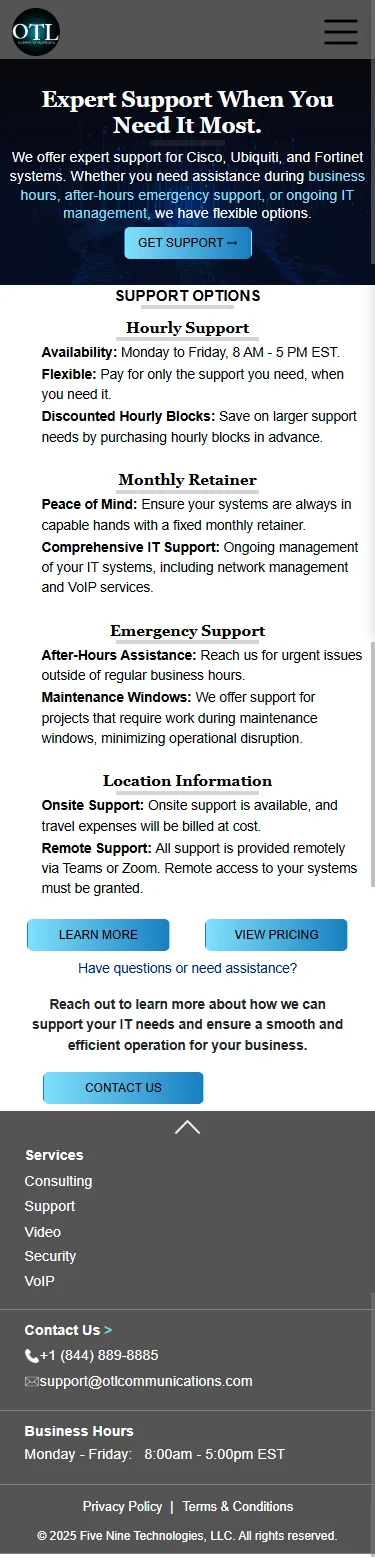 OTL
Expert Support When You
Need It Most.
We offer expert support for Cisco, Ubiquiti, and Fortinet
systems. Whether you need assistance during business
hours, after-hours emergency support, or ongoing IT
management, we have flexible options.
GET SUPPORT →
SUPPORT OPTIONS
Hourly Support
Availability: Monday to Friday, 8 AM - 5 PM EST.
Flexible: Pay for only the support you need, when
you need it.
Discounted Hourly Blocks: Save on larger support
needs by purchasing hourly blocks in advance.
Monthly Retainer
Peace of Mind: Ensure your systems are always in
capable hands with a fixed monthly retainer.
Comprehensive IT Support: Ongoing management
of your IT systems, including network management
and VoIP services.
Emergency Support
After-Hours Assistance: Reach us for urgent issues
outside of regular business hours.
Maintenance Windows: We offer support for
projects that require work during maintenance
windows, minimizing operational disruption.
Location Information
Onsite Support: Onsite support is available, and
travel expenses will be billed at cost.
Remote Support: All support is provided remotely
via Teams or Zoom. Remote access to your systems
must be granted.
LEARN MORE
VIEW PRICING
Have questions or need assistance?
Reach out to learn more about how we can
support your IT needs and ensure a smooth and
efficient operation for your business.
CONTACT US
Services
Consulting
Support
Video
Security
VoIP
Contact Us >
+1 (844) 889-8885
support@otlcommunications.com
Business Hours
Monday - Friday: 8:00am - 5:00pm EST
Privacy Policy | Terms & Conditions
© 2025 Five Nine Technologies, LLC. All rights reserved.